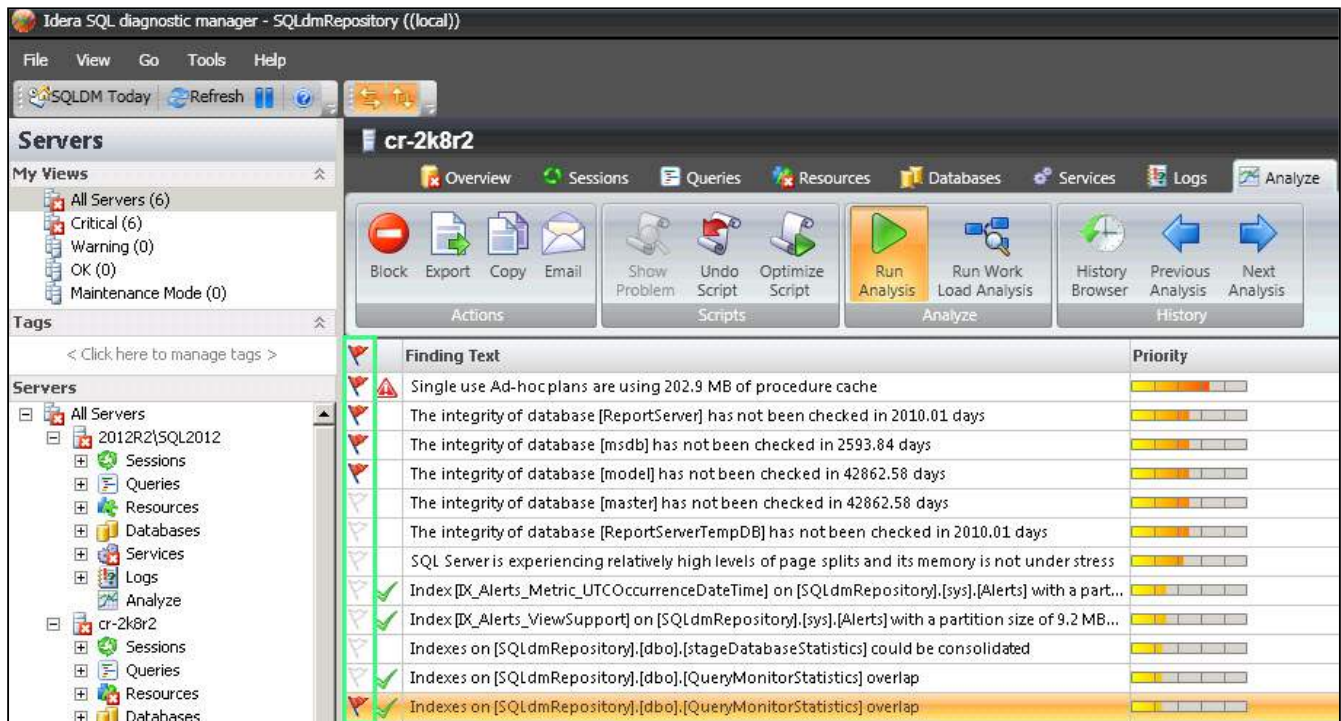 Idera SQL diagnostic manager - SQLdmRepository ((local))
File View Go Tools Help
SQLDM Today Refresh
Servers
My Views
All Servers (6)
Critical (6)
Warning (0)
OK (0)
Maintenance Mode (0)
Tags
< Click here to manage tags >
Servers
All Servers
2012R2\SQL2012
Sessions
Queries
Resources
Databases
Services
Logs
Analyze
cr-2k8r2
Sessions
Queries
Resources
Databases
cr-2k8r2
Overview Sessions Queries Resources Databases Services Logs Analyze
Block Export Copy Email Show Problem Undo Script Optimize Script Run Analysis Run Work Load Analysis History Browser Previous Analysis Next Analysis
Actions Scripts Analyze History
Finding Text Priority
Single use Ad-hoc plans are using 202.9 MB of procedure cache
The integrity of database [ReportServer] has not been checked in 2010.01 days
The integrity of database [msdb] has not been checked in 2593.84 days
The integrity of database [model] has not been checked in 42862.58 days
The integrity of database [master] has not been checked in 42862.58 days
The integrity of database [ReportServerTempDB] has not been checked in 2010.01 days
SQL Server is experiencing relatively high levels of page splits and its memory is not under stress
Index [IX_Alerts_Metric_UTCOccurrenceDateTime] on [SQLdmRepository].[sys].[Alerts] with a part...
Index [IX_Alerts_ViewSupport] on [SQLdmRepository].[sys].[Alerts] with a partition size of 9.2 MB...
Indexes on [SQLdmRepository].[dbo].[stageDatabaseStatistics] could be consolidated
Indexes on [SQLdmRepository].[dbo].[QueryMonitorStatistics] overlap
Indexes on [SQLdmRepository].[dbo].[QueryMonitorStatistics] overlap